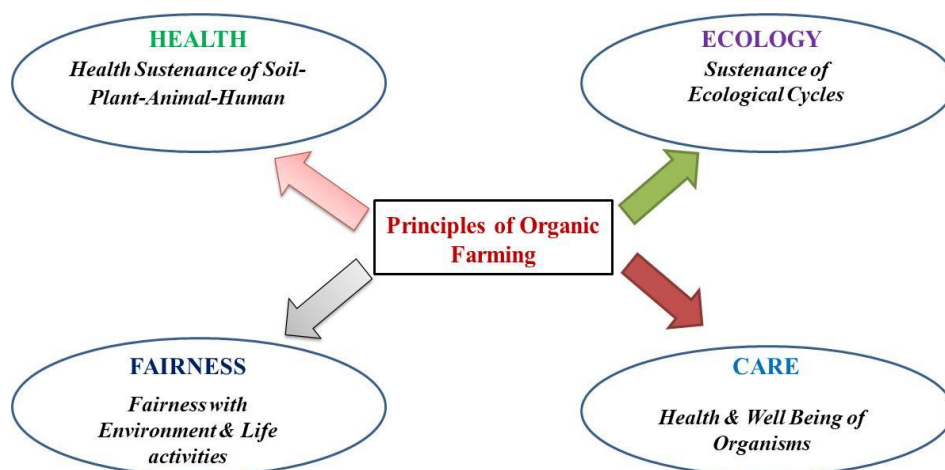 HEALTH
Health Sustenance of Soil-
Plant-Animal-Human
ECOLOGY
Sustenance of
Ecological Cycles
Principles of Organic
Farming
FAIRNESS
Fairness with
Environment & Life
activities
CARE
Health & Well Being of
Organisms